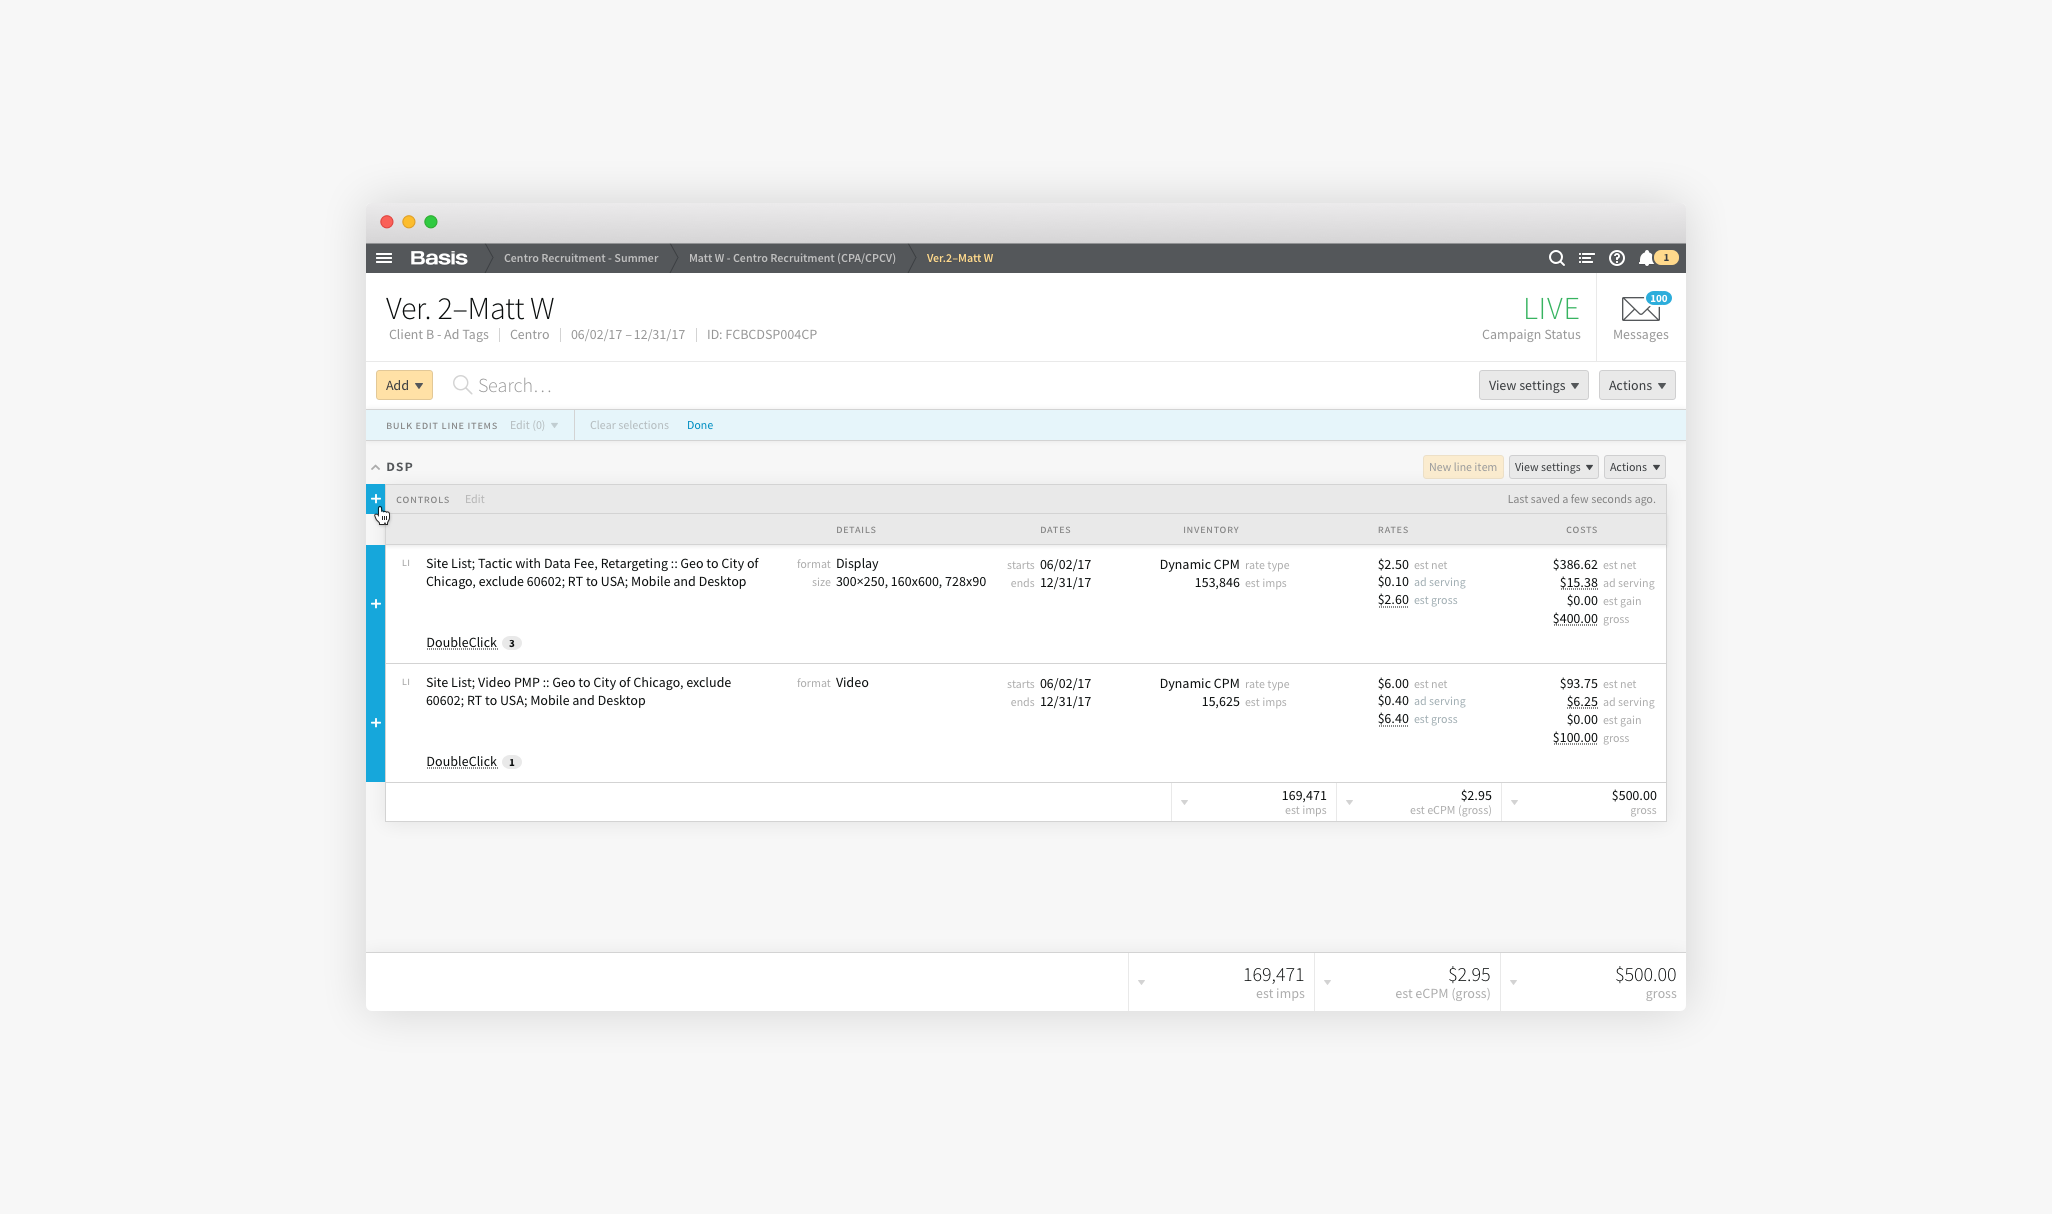 Basis Centro Recruitment - Summer Matt W - Centro Recruitment (CPA/CPCV) Ver.2–Matt W 1
Ver. 2–Matt W LIVE 100
Client B - Ad Tags Centro 06/02/17 – 12/31/17 ID: FCBCDSP004CP Campaign Status Messages
Add Search… View settings Actions
BULK EDIT LINE ITEMS Edit (0) Clear selections Done
DSP New line item View settings Actions
CONTROLS Edit Last saved a few seconds ago.
DETAILS DATES INVENTORY RATES COSTS
LI Site List; Tactic with Data Fee, Retargeting :: Geo to City of format Display starts 06/02/17 Dynamic CPM rate type $2.50 est net $386.62 est net
Chicago, exclude 60602; RT to USA; Mobile and Desktop size 300×250, 160x600, 728x90 ends 12/31/17 153,846 est imps $0.10 ad serving $15.38 ad serving
$2.60 est gross $0.00 est gain
$400.00 gross
DoubleClick 3
LI Site List; Video PMP :: Geo to City of Chicago, exclude format Video starts 06/02/17 Dynamic CPM rate type $6.00 est net $93.75 est net
60602; RT to USA; Mobile and Desktop ends 12/31/17 15,625 est imps $0.40 ad serving $6.25 ad serving
$6.40 est gross $0.00 est gain
$100.00 gross
DoubleClick 1
169,471 $2.95 $500.00
est imps est eCPM (gross) gross
169,471 $2.95 $500.00
est imps est eCPM (gross) gross